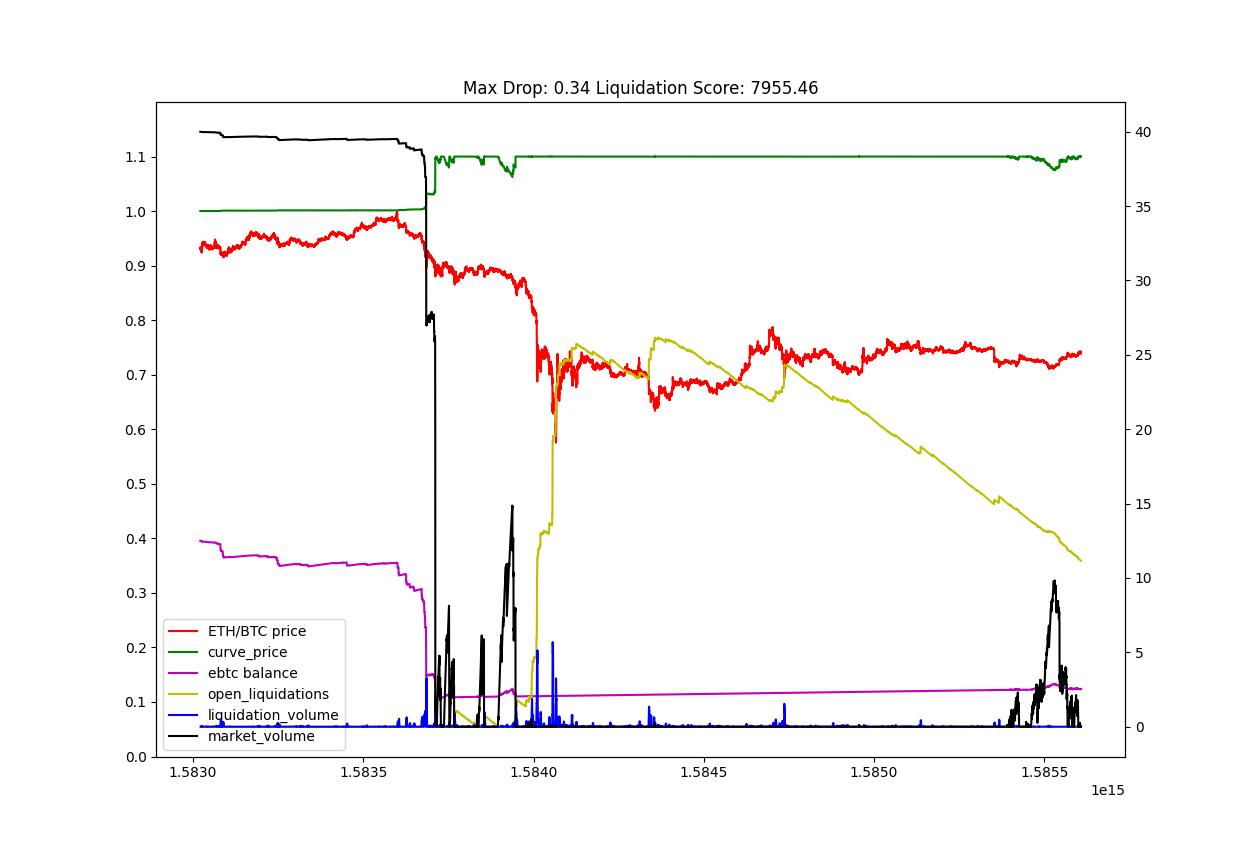 Max Drop: 0.34 Liquidation Score: 7955.46
1.1
1.0
0.9
0.8
0.7
0.6
0.5
0.4
0.3
0.2
0.1
0.0
40
35
30
25
20
15
10
5
0
ETH/BTC price
curve_price
ebtc balance
open_liquidations
liquidation_volume
market_volume
1.5830 1.5835 1.5840 1.5845 1.5850 1.5855
1e15